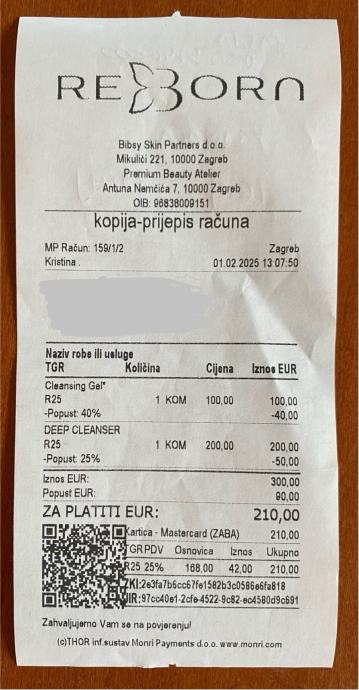 REBORN
Bibsy Skin Partners d.o.o.
Mikulići 221, 10000 Zagreb
Premium Beauty Atelier
Antuna Nemčića 7, 10000 Zagreb
OIB: 96838009151
kopija-prijepis računa
MP Račun: 159/1/2 Zagreb
Kristina . 01.02.2025 13:07:50
Naziv robe ili usluge
TGR Količina Cijena Iznos EUR
Cleansing Gel*
R25 1 KOM 100,00 100,00
-Popust: 40% -40,00
DEEP CLEANSER
R25 1 KOM 200,00 200,00
-Popust: 25% -50,00
Iznos EUR: 300,00
Popust EUR: 90,00
ZA PLATITI EUR: 210,00
Kartica - Mastercard (ZABA) 210,00
TGR PDV Osnovica Iznos Ukupno
R25 25% 168,00 42,00 210,00
ZKI:2e3fa7b6cc67fe1582b3c0586e6fa818
JIR:97cc40e1-2cfe-4522-9c82-ec4580d9c691
Zahvaljujemo Vam se na povjerenju!
(c)THOR inf.sustav Monri Payments d.o.o. www.monri.com